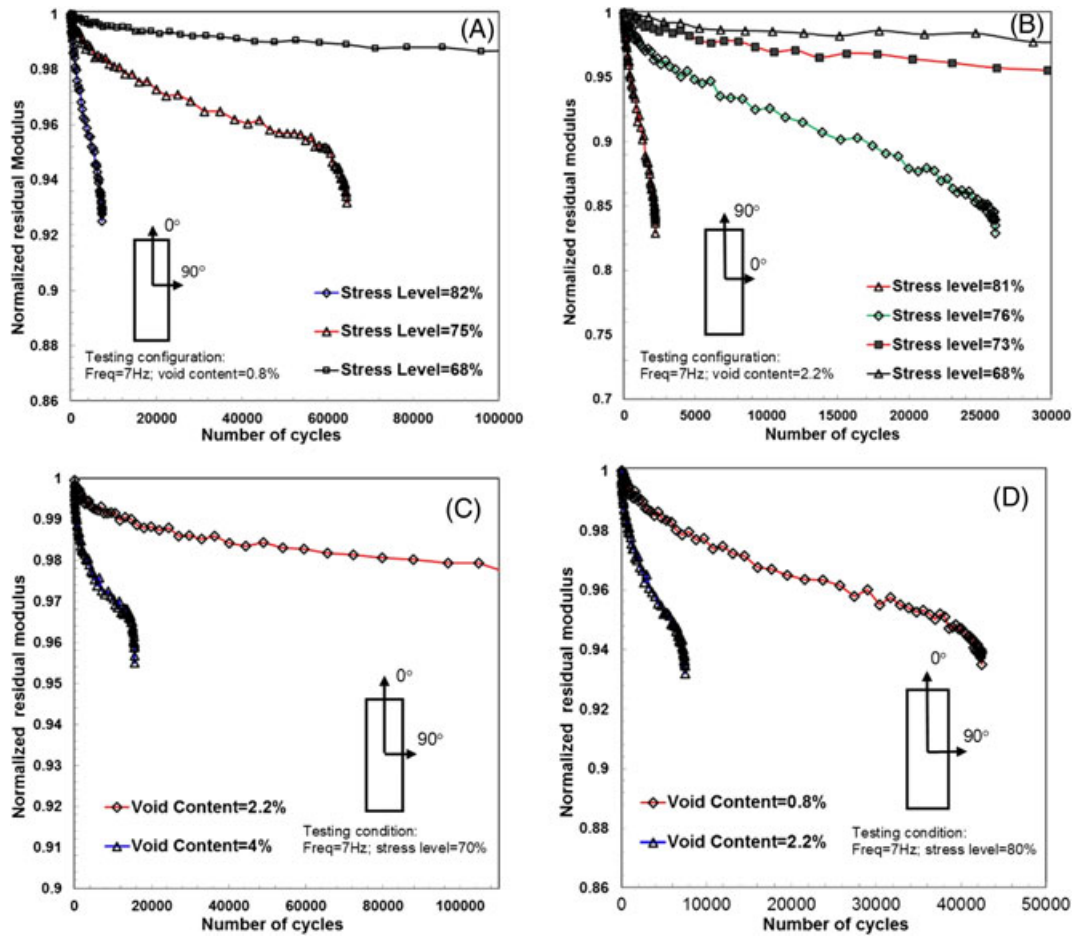 (A)
Normalized residual Modulus
1
0.98
0.96
0.94
0.92
0.9
0.88
0.86
0°
90°
Stress Level=82%
Stress Level=75%
Stress Level=68%
Testing configuration:
Freq=7Hz; void content=0.8%
0
20000
40000
60000
80000
100000
Number of cycles
(B)
Normalized residual modulus
1
0.95
0.9
0.85
0.8
0.75
0.7
90°
0°
Stress level=81%
Stress level=76%
Stress level=73%
Stress level=68%
Testing configuration:
Freq=7Hz; void content=2.2%
0
5000
10000
15000
20000
25000
30000
Number of cycles
(C)
Normalized residual modulus
1
0.99
0.98
0.97
0.96
0.95
0.94
0.93
0.92
0.91
0.9
0°
90°
Void Content=2.2%
Void Content=4%
Testing condition:
Freq=7Hz; stress level=70%
0
20000
40000
60000
80000
100000
Number of cycles
(D)
Normalized residual modulus
1
0.98
0.96
0.94
0.92
0.9
0.88
0.86
0°
90°
Void Content=0.8%
Void Content=2.2%
Testing condition:
Freq=7Hz; stress level=80%
0
10000
20000
30000
40000
50000
Number of cycles